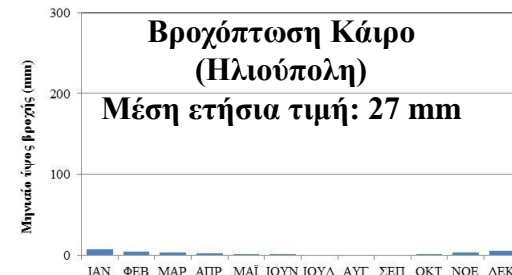 Βροχόπτωση Κάιρο
(Ηλιούπολη)
Μέση ετήσια τιμή: 27 mm
Μηνιαίο ύψος βροχής (mm)
300
200
100
0
ΙΑΝ ΦΕΒ ΜΑΡ ΑΠΡ ΜΑΪ ΙΟΥΝ ΙΟΥΛ ΑΥΓ ΣΕΠ ΟΚΤ ΝΟΕ ΔΕΚ